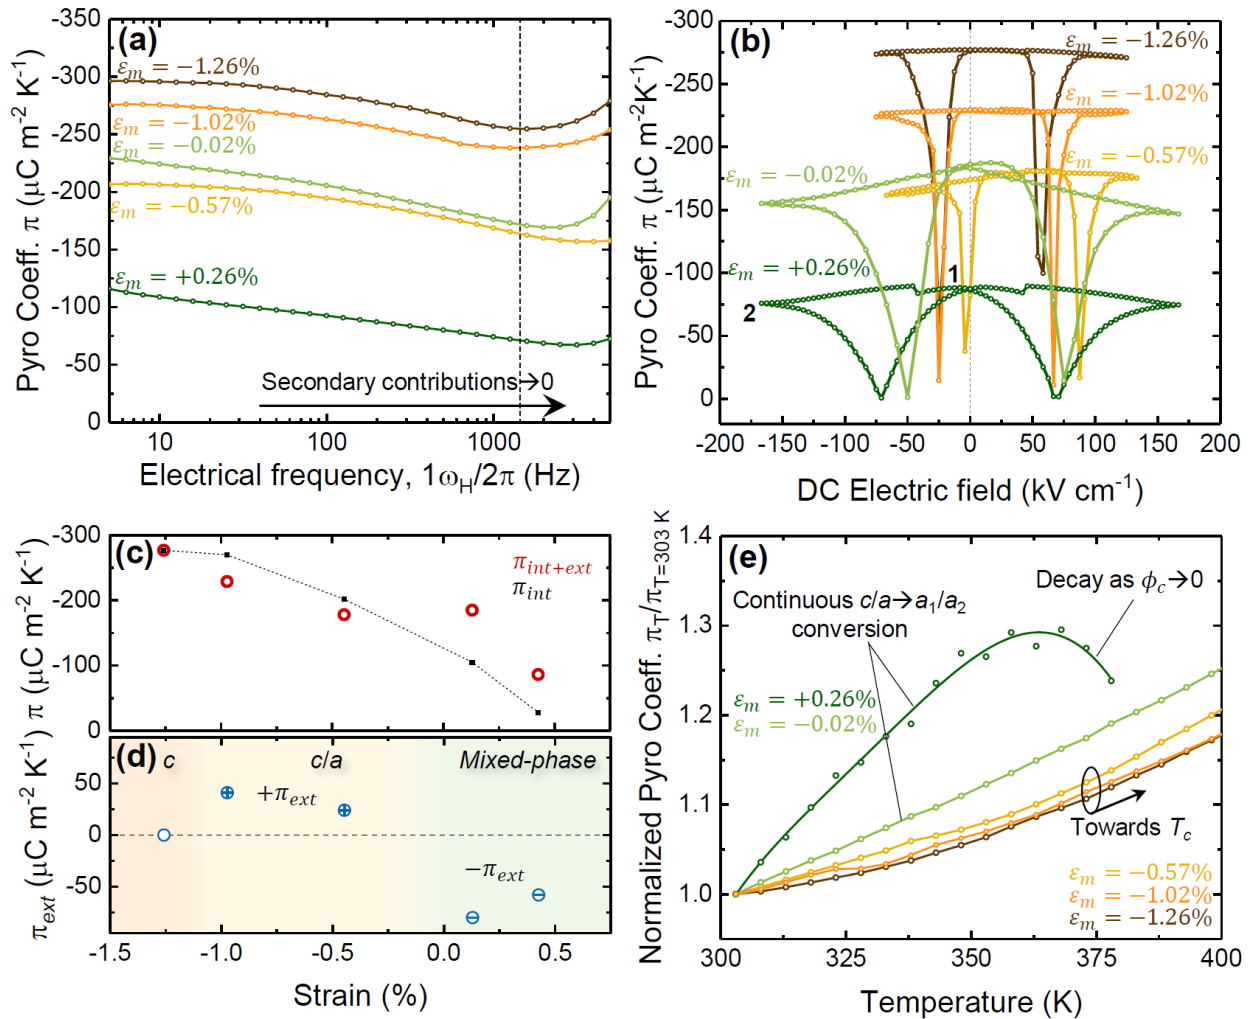 (a)
-350
-300
-250
-200
-150
-100
-50
0
Pyro Coeff. π (μC m⁻² K⁻¹)
εm = −1.26%
εm = −1.02%
εm = −0.02%
εm = −0.57%
εm = +0.26%
Secondary contributions→0
10
100
1000
Electrical frequency, 1ωH/2π (Hz)
(b)
-300
-250
-200
-150
-100
-50
0
Pyro Coeff. π (μC m⁻²K⁻¹)
εm = −1.26%
εm = −1.02%
εm = −0.57%
εm = −0.02%
εm = +0.26%
1
2
-200 -150 -100 -50 0 50 100 150 200
DC Electric field (kV cm⁻¹)
(c)
-300
-200
-100
0
π (μC m⁻² K⁻¹)
πint+ext
πint
(d)
50
0
-50
πext (μC m⁻² K⁻¹)
c
c/a
Mixed-phase
+πext
−πext
-1.5 -1.0 -0.5 0.0 0.5
Strain (%)
(e)
1.4
1.3
1.2
1.1
1.0
Normalized Pyro Coeff. πT/πT=303 K
Decay as ϕc→0
Continuous c/a→a1/a2
conversion
εm = +0.26%
εm = −0.02%
Towards Tc
εm = −0.57%
εm = −1.02%
εm = −1.26%
300 325 350 375 400
Temperature (K)